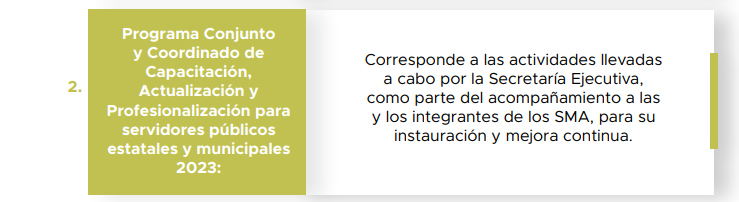 2.
Programa Conjunto
y Coordinado de
Capacitación,
Actualización y
Profesionalización para
servidores públicos
estatales y municipales
2023:
Corresponde a las actividades llevadas
a cabo por la Secretaría Ejecutiva,
como parte del acompañamiento a las
y los integrantes de los SMA, para su
instauración y mejora continua.